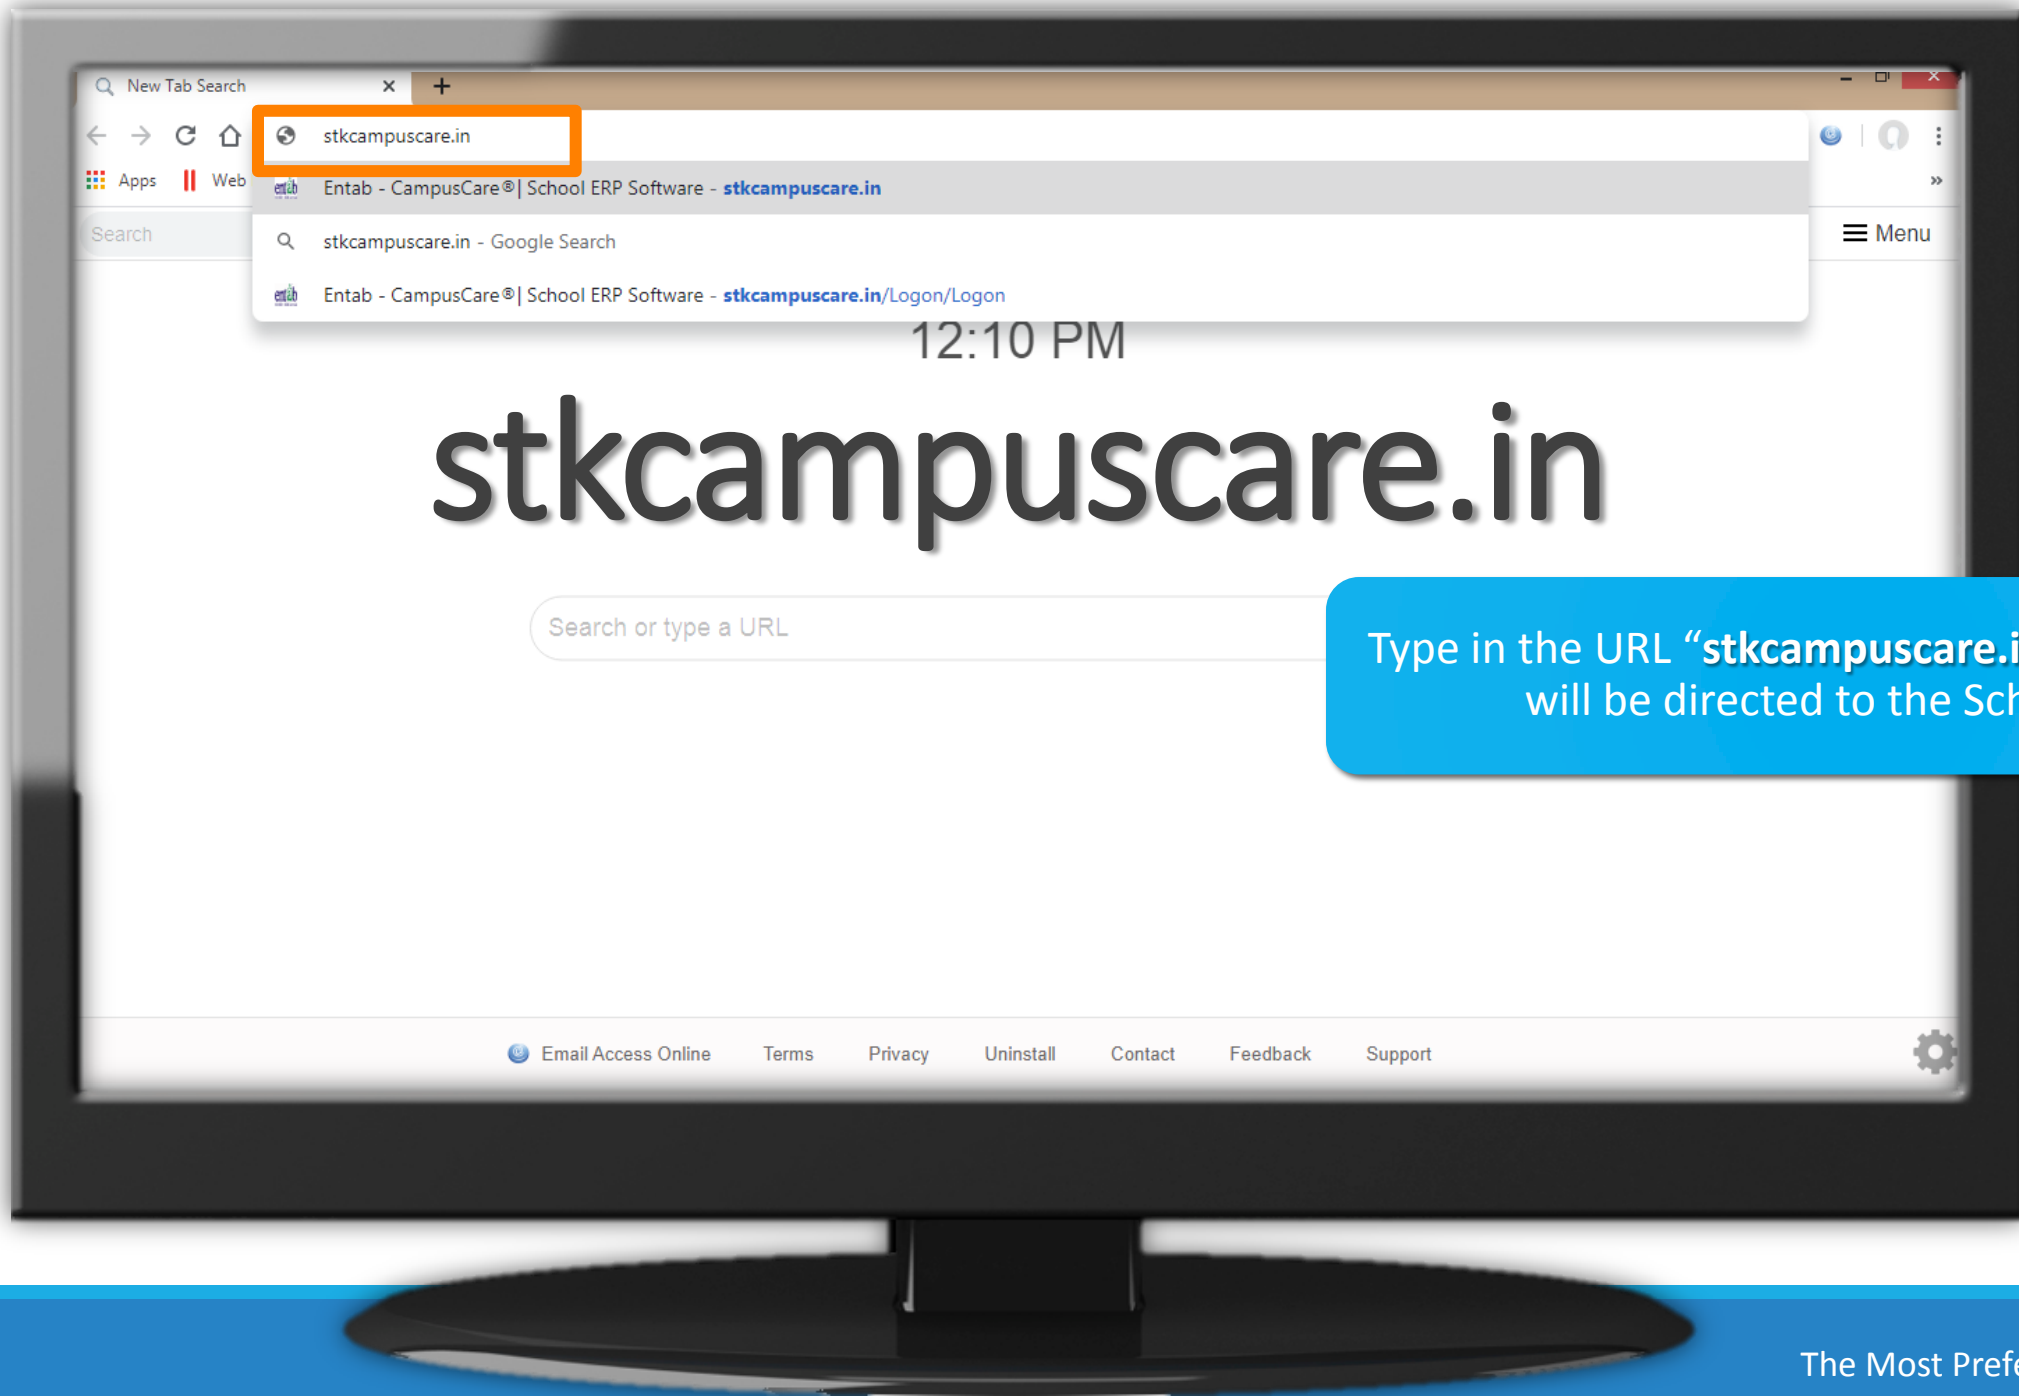 New Tab Search
stkcampuscare.in
Apps Web
Entab - CampusCare®| School ERP Software - stkcampuscare.in
Search
stkcampuscare.in - Google Search
Menu
entab Entab - CampusCare®| School ERP Software - stkcampuscare.in/Logon/Logon
12:10 PM
stkcampuscare.in
Search or type a URL
Type in the URL “stkcampuscare.i
will be directed to the Sch
Email Access Online Terms Privacy Uninstall Contact Feedback Support
The Most Prefe